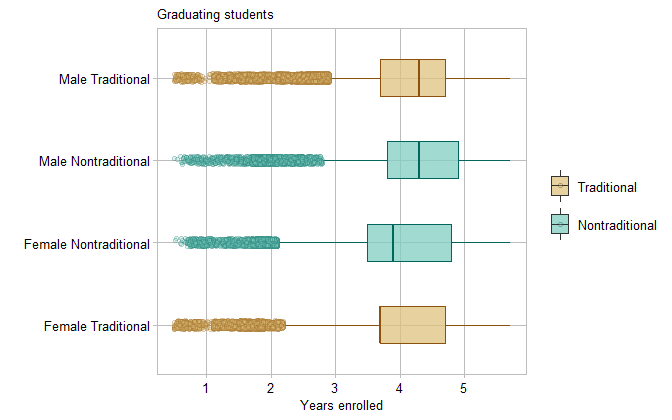 Graduating students
Male Traditional
Male Nontraditional
Female Nontraditional
Female Traditional
1 2 3 4 5
Years enrolled
Traditional
Nontraditional